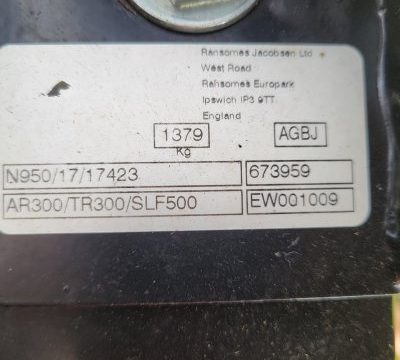 Ransomes Jacobsen Ltd
West Road
Ransomes Europark
Ipswich IP3 9TT
England
1379 AGBJ
Kg
N950/17/17423 673959
AR300/TR300/SLF500 EW001009